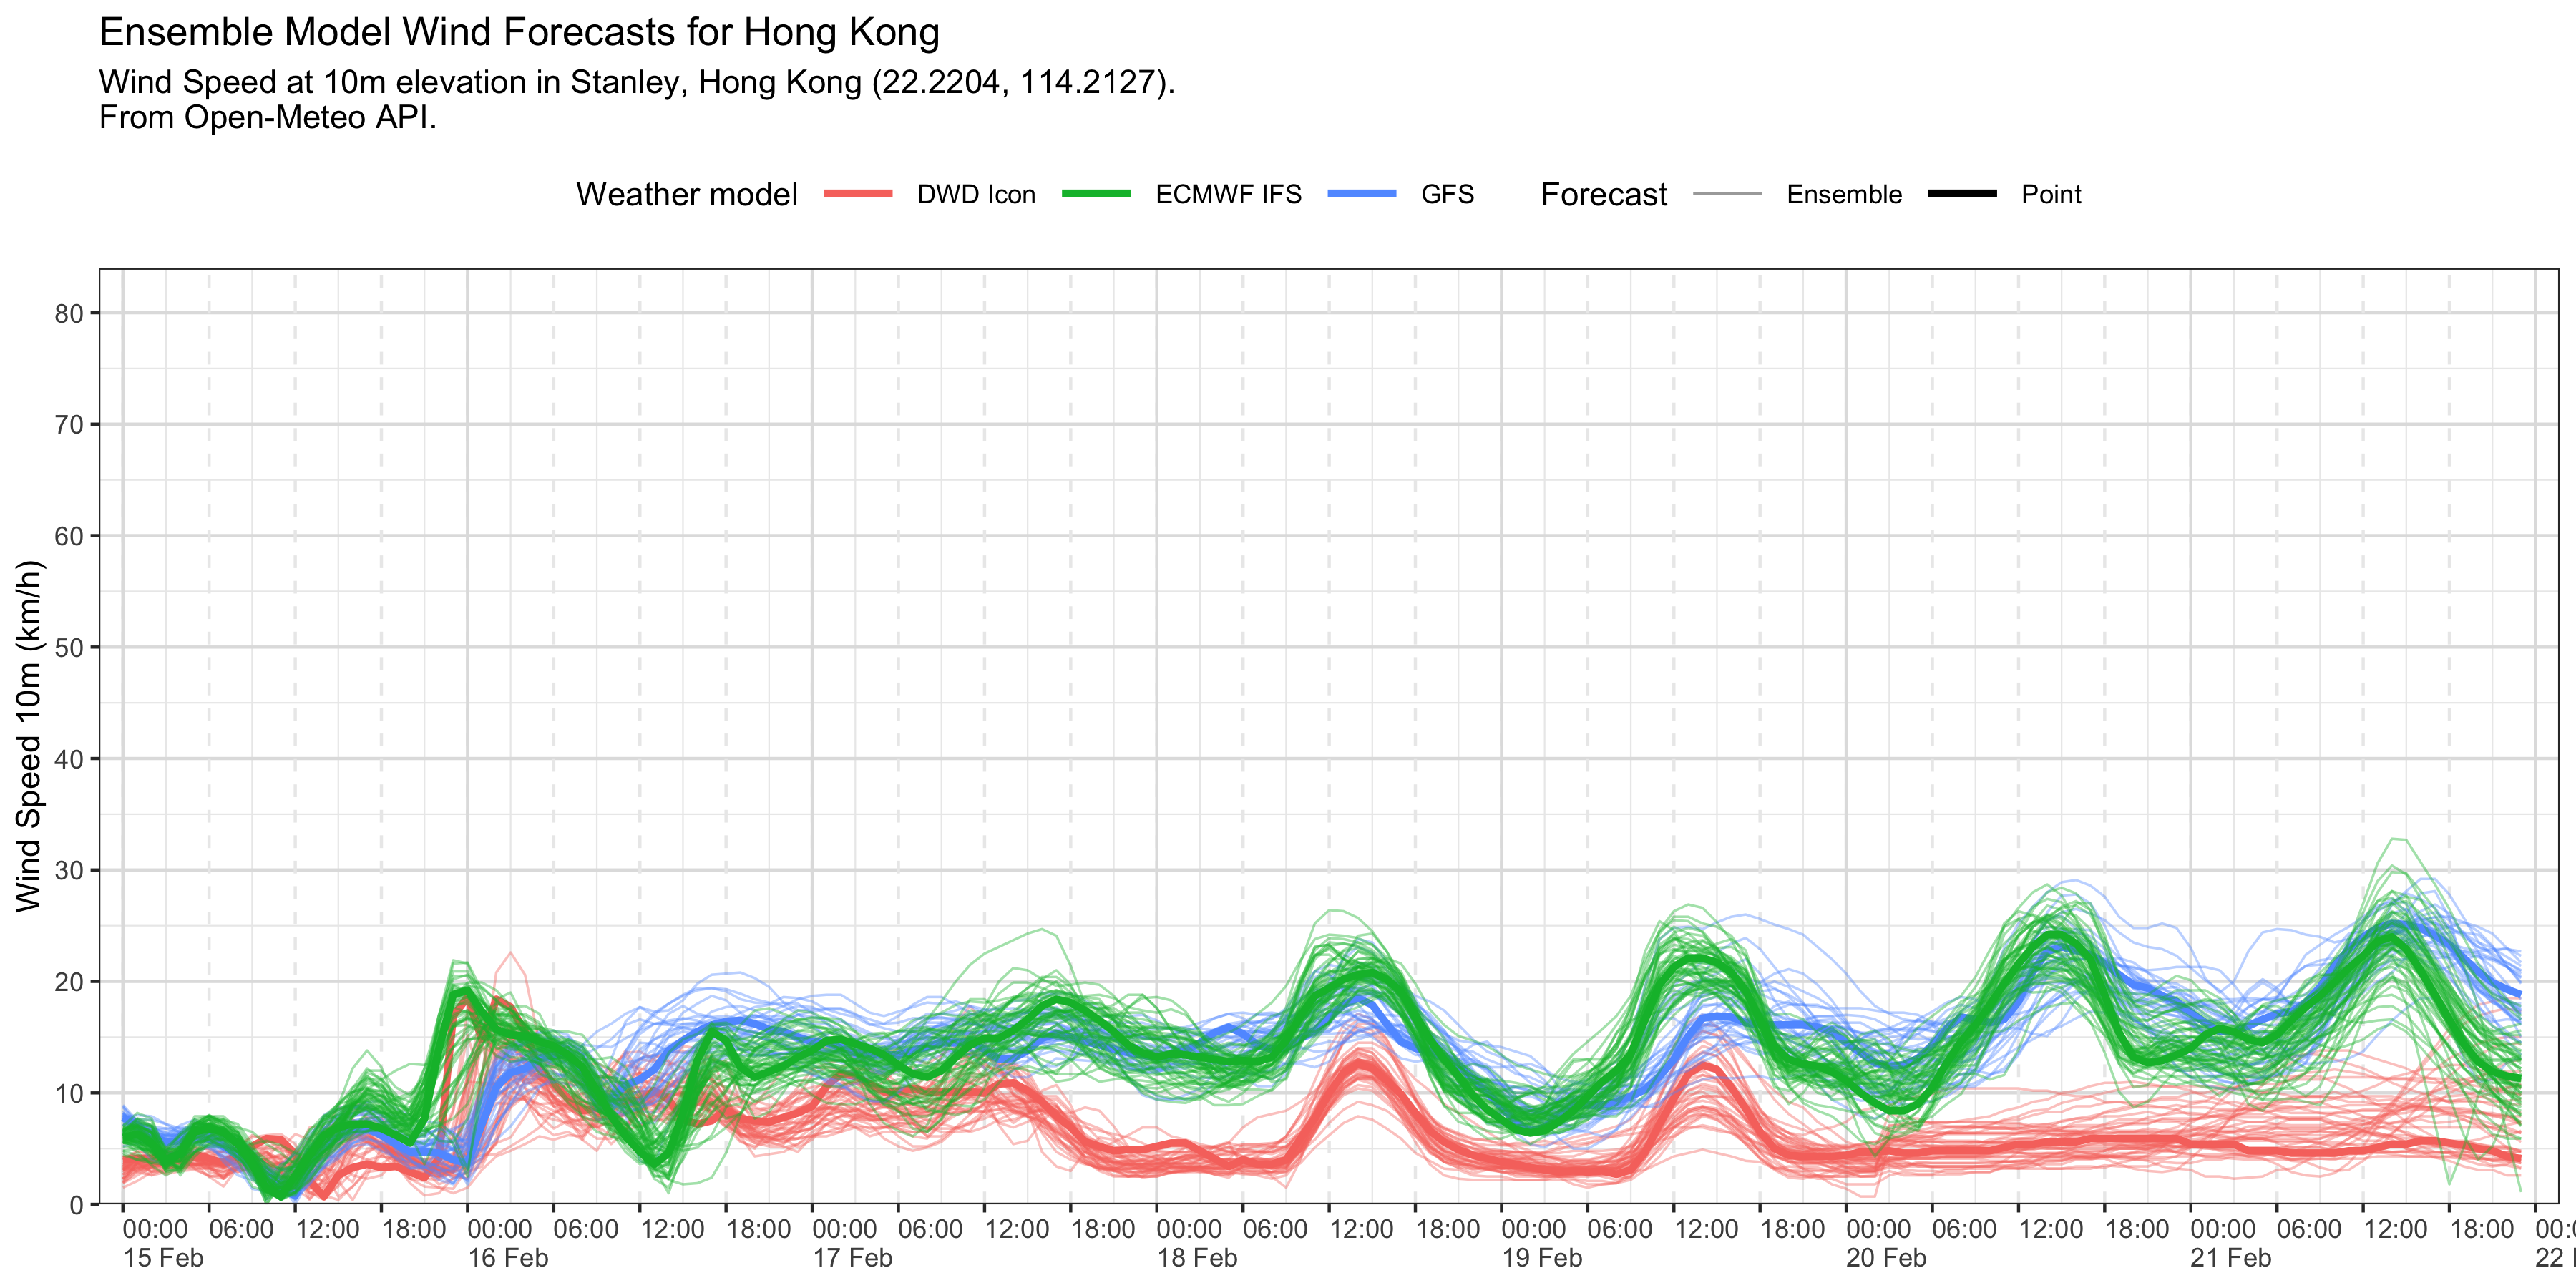 Ensemble Model Wind Forecasts for Hong Kong
Wind Speed at 10m elevation in Stanley, Hong Kong (22.2204, 114.2127).
From Open-Meteo API.
Weather model DWD Icon ECMWF IFS GFS Forecast Ensemble Point
Wind Speed 10m (km/h)
80
70
60
50
40
30
20
10
0
00:00 06:00 12:00 18:00 00:00 06:00 12:00 18:00 00:00 06:00 12:00 18:00 00:00 06:00 12:00 18:00 00:00 06:00 12:00 18:00 00:00 06:00 12:00 18:00 00:00 06:00 12:00 18:00
15 Feb 16 Feb 17 Feb 18 Feb 19 Feb 20 Feb 21 Feb 22